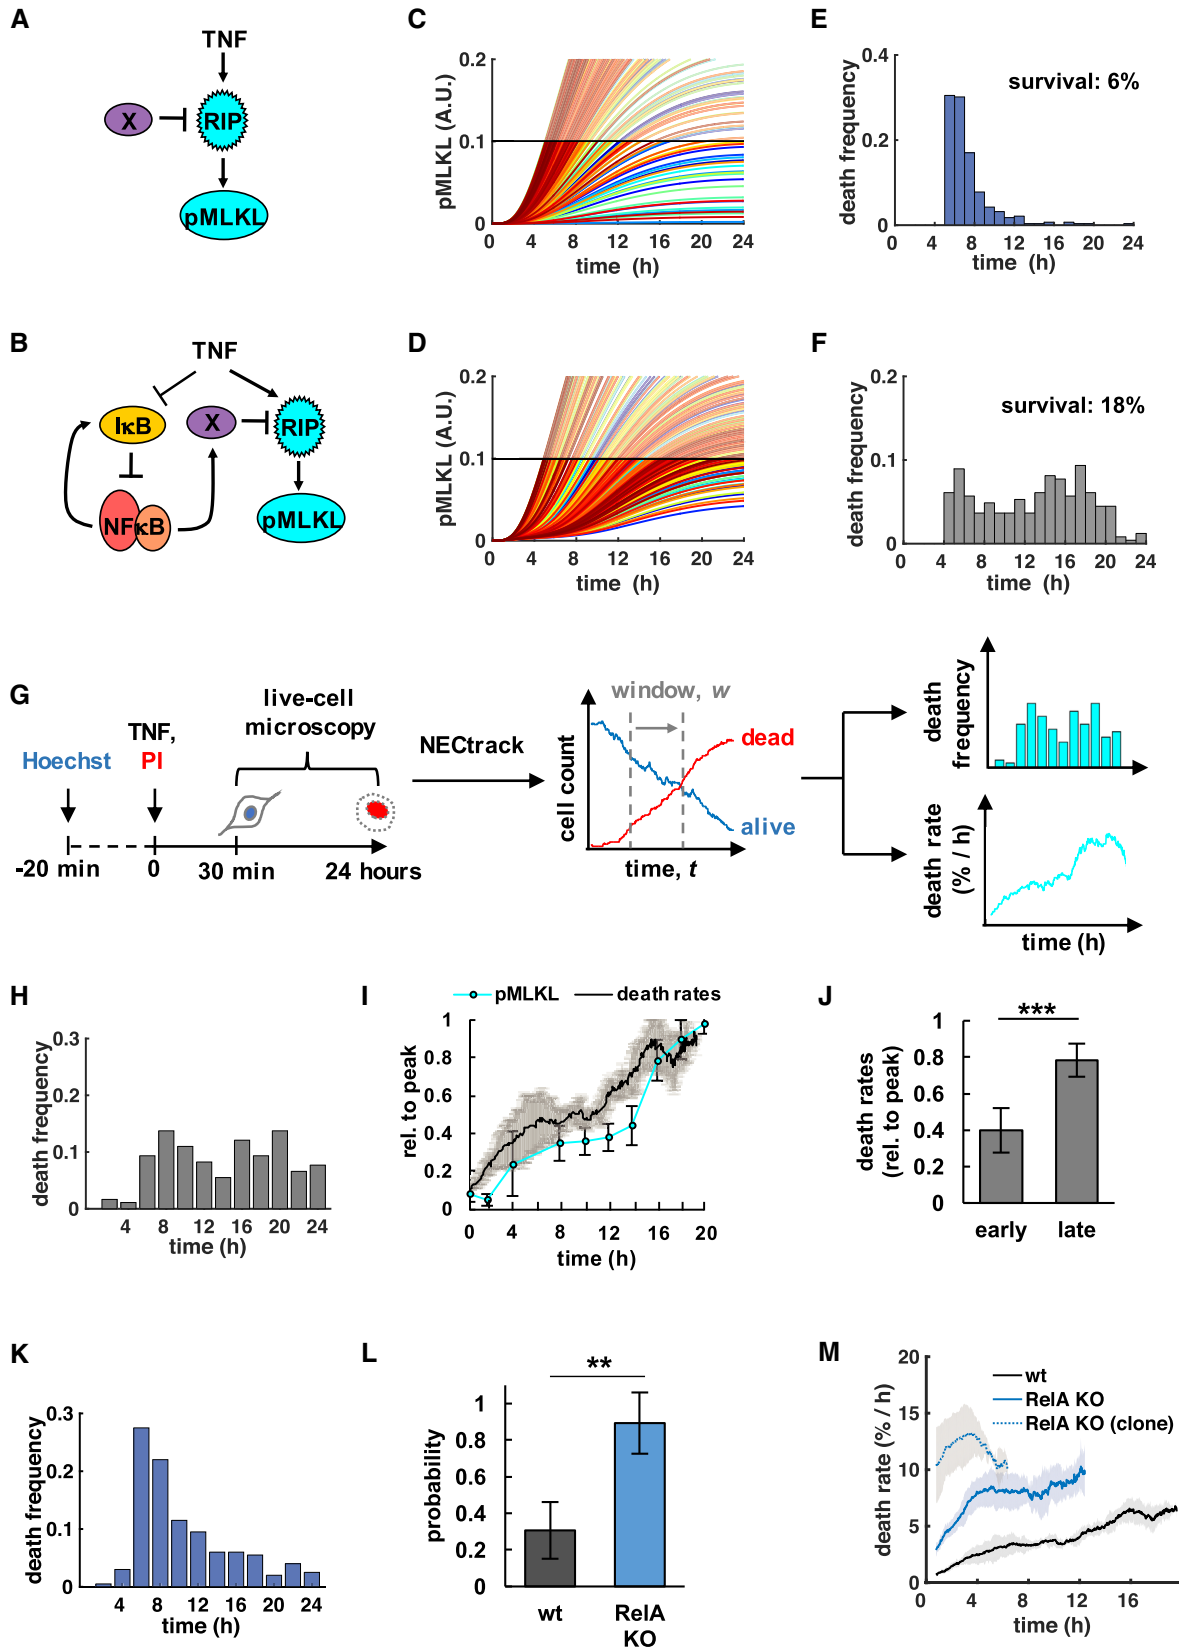 A
TNF
X
RIP
pMLKL
B
TNF
IκB
X
RIP
NFκB
pMLKL
C
pMLKL (A.U.)
0.2
0.1
0
0 4 8 12 16 20 24
time (h)
D
pMLKL (A.U.)
0.2
0.1
0
0 4 8 12 16 20 24
time (h)
E
death frequency
0.4
0.2
0
survival: 6%
0 4 8 12 16 20 24
time (h)
F
death frequency
0.2
0.1
0
survival: 18%
0 4 8 12 16 20 24
time (h)
G
live-cell
microscopy
TNF,
Hoechst PI
-20 min 0 30 min 24 hours
NECtrack
window, w
cell count
dead
alive
time, t
death
frequency
death rate
(% / h)
time (h)
H
death frequency
0.3
0.2
0.1
0
4 8 12 16 20 24
time (h)
I
pMLKL death rates
rel. to peak
1
0.8
0.6
0.4
0.2
0
0 4 8 12 16 20
time (h)
J
death rates
(rel. to peak)
1
0.8
0.6
0.4
0.2
0
***
early late
K
death frequency
0.3
0.2
0.1
0
4 8 12 16 20 24
time (h)
L
probability
1
0.8
0.6
0.4
0.2
0
**
wt RelA
KO
M
death rate (% / h)
20
15
10
5
0
wt
RelA KO
RelA KO (clone)
0 4 8 12 16
time (h)